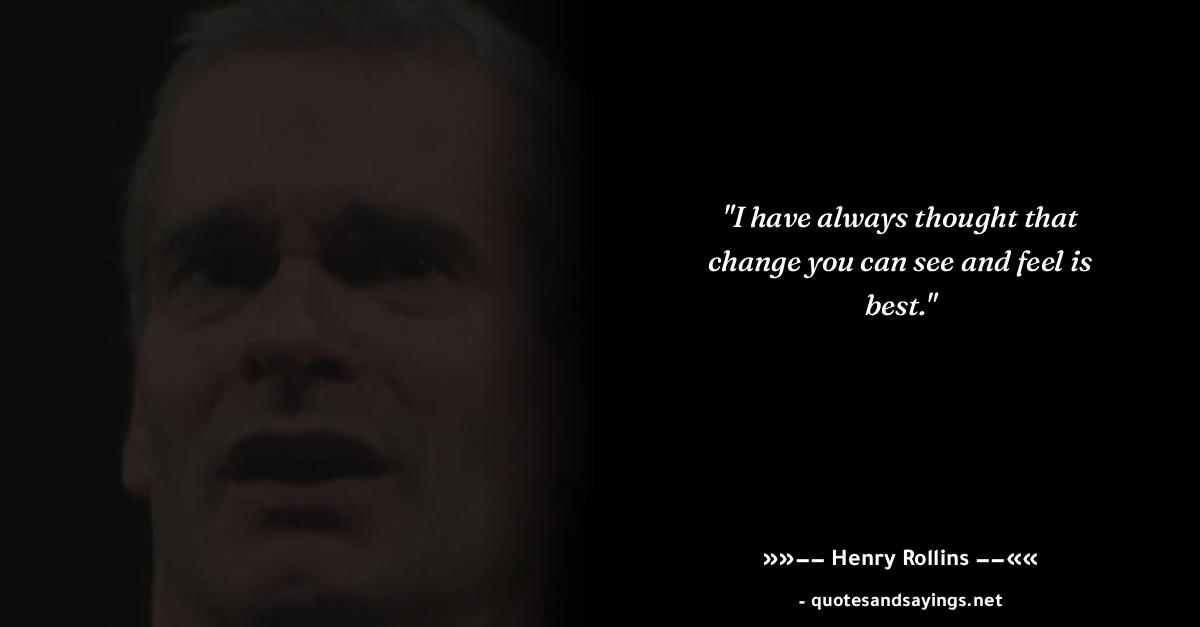 "I have always thought that
change you can see and feel is
best."
»»−− Henry Rollins −−««
- quotesandsayings.net